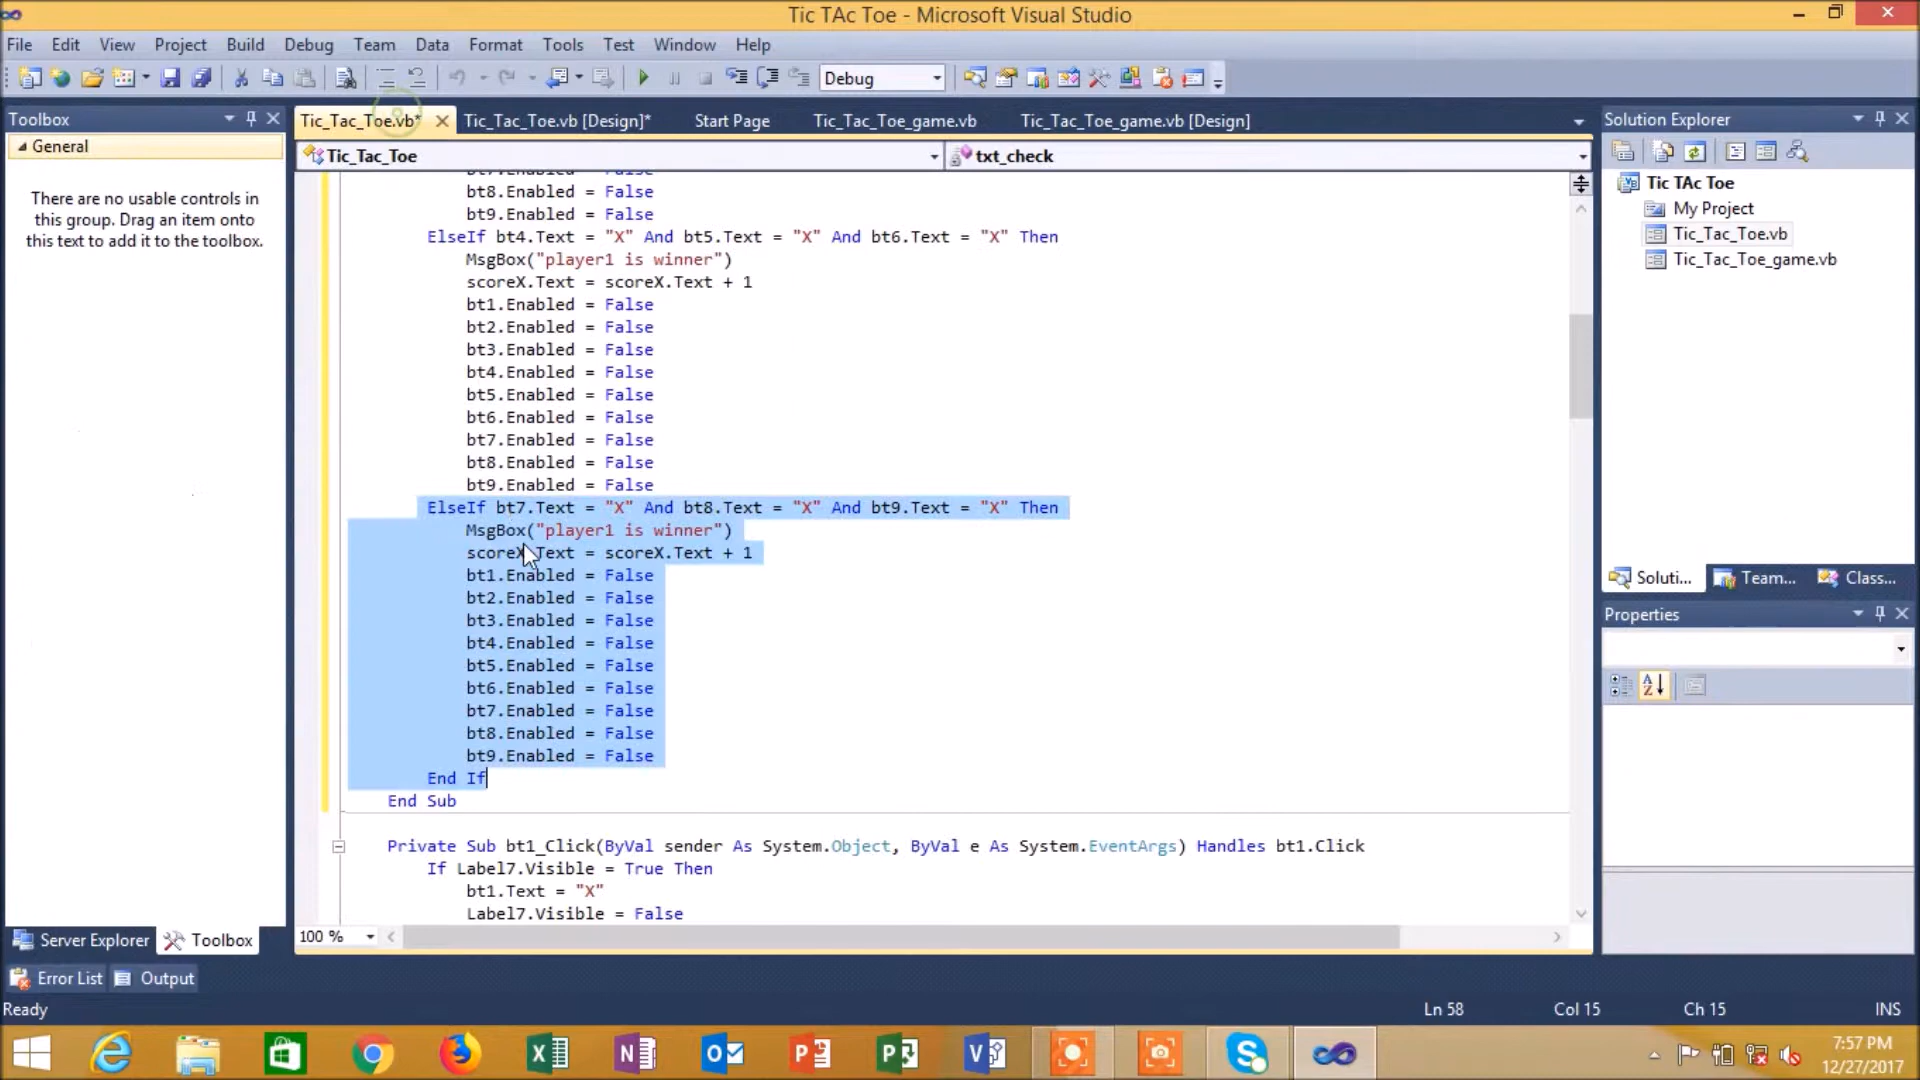 Tic TAc Toe - Microsoft Visual Studio
File Edit View Project Build Debug Team Data Format Tools Test Window Help
Debug
Toolbox
General
There are no usable controls in
this group. Drag an item onto
this text to add it to the toolbox.
Server Explorer Toolbox
Tic_Tac_Toe.vb* Tic_Tac_Toe.vb [Design]* Start Page Tic_Tac_Toe_game.vb Tic_Tac_Toe_game.vb [Design]
Tic_Tac_Toe txt_check
bt7.Enabled = False
bt8.Enabled = False
bt9.Enabled = False
ElseIf bt4.Text = "X" And bt5.Text = "X" And bt6.Text = "X" Then
MsgBox("player1 is winner")
scoreX.Text = scoreX.Text + 1
bt1.Enabled = False
bt2.Enabled = False
bt3.Enabled = False
bt4.Enabled = False
bt5.Enabled = False
bt6.Enabled = False
bt7.Enabled = False
bt8.Enabled = False
bt9.Enabled = False
ElseIf bt7.Text = "X" And bt8.Text = "X" And bt9.Text = "X" Then
MsgBox("player1 is winner")
scoreX.Text = scoreX.Text + 1
bt1.Enabled = False
bt2.Enabled = False
bt3.Enabled = False
bt4.Enabled = False
bt5.Enabled = False
bt6.Enabled = False
bt7.Enabled = False
bt8.Enabled = False
bt9.Enabled = False
End If
End Sub
Private Sub bt1_Click(ByVal sender As System.Object, ByVal e As System.EventArgs) Handles bt1.Click
If Label7.Visible = True Then
bt1.Text = "X"
Label7.Visible = False
100 %
Solution Explorer
Tic TAc Toe
My Project
Tic_Tac_Toe.vb
Tic_Tac_Toe_game.vb
Soluti... Team... Class...
Properties
Error List Output
Ready Ln 58 Col 15 Ch 15 INS
7:57 PM
12/27/2017